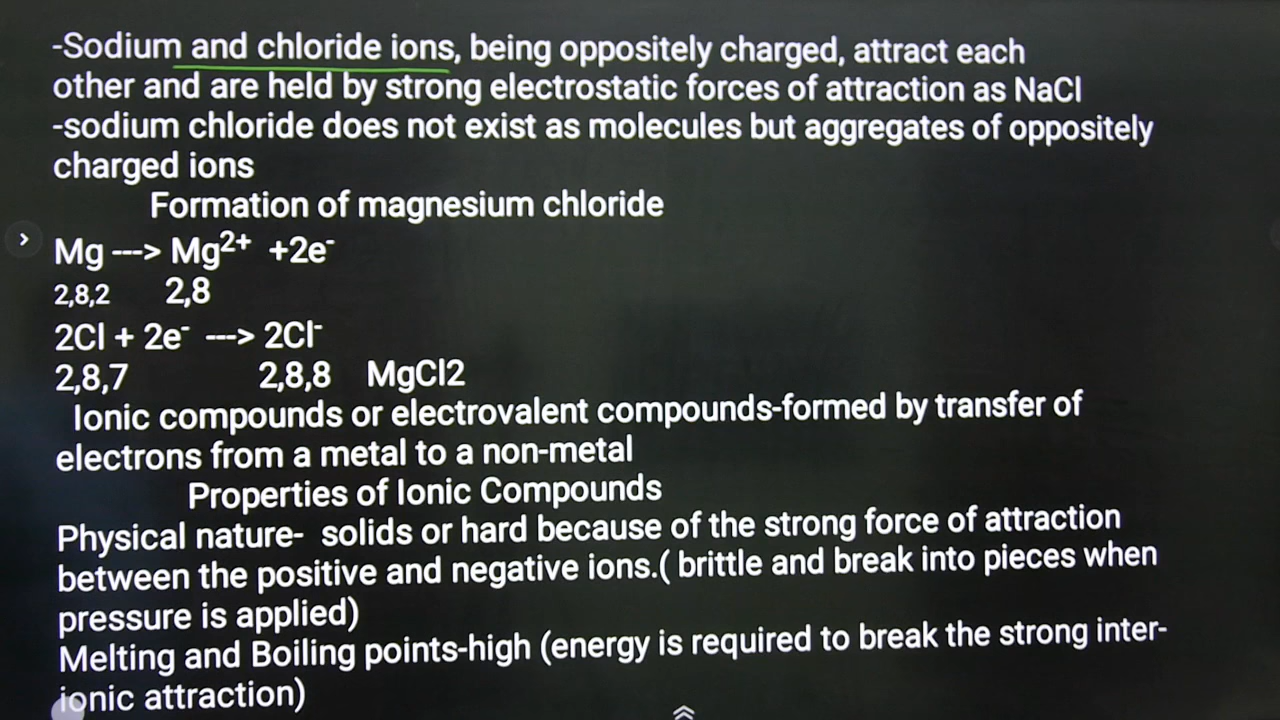 -Sodium and chloride ions, being oppositely charged, attract each
other and are held by strong electrostatic forces of attraction as NaCl
-sodium chloride does not exist as molecules but aggregates of oppositely
charged ions
Formation of magnesium chloride
Mg ---> Mg²⁺ +2e⁻
2,8,2 2,8
2Cl + 2e⁻ ---> 2Cl⁻
2,8,7 2,8,8 MgCl2
Ionic compounds or electrovalent compounds-formed by transfer of
electrons from a metal to a non-metal
Properties of Ionic Compounds
Physical nature- solids or hard because of the strong force of attraction
between the positive and negative ions.( brittle and break into pieces when
pressure is applied)
Melting and Boiling points-high (energy is required to break the strong inter-
ionic attraction)